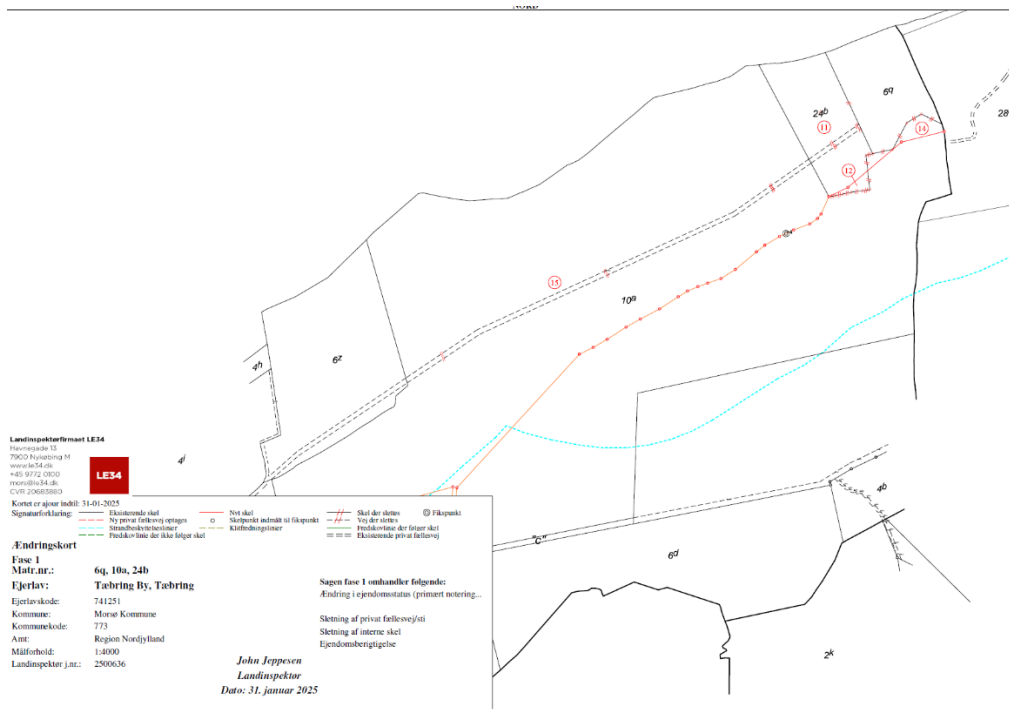 NORD
6q
24b
28
11
14
12
10a
15
6z
4h
4i
Landinspektørfirmaet LE34
Havnegade 13
7900 Nykøbing M
www.le34.dk
+45 9772 0100
mors@le34.dk
CVR 20683880
LE34
Kortet er ajour indtil: 31-01-2025
Signaturforklaring:
Eksisterende skel
Nyt skel
Skel der slettes
Fikspunkt
Ny privat fællesvej optages
Skelpunkt indmålt til fikspunkt
Vej der slettes
Strandbeskyttelseslinier
Klitfredningslinier
Fredskovline der følger skel
Fredskovline der ikke følger skel
Eksisterende privat fællesvej
Ændringskort
Fase 1
Matr.nr.: 6q, 10a, 24b
Ejerlav: Tæbring By, Tæbring
Ejerlavskode: 741251
Kommune: Morsø Kommune
Kommunekode: 773
Amt: Region Nordjylland
Målforhold: 1:4000
Landinspektør j.nr.: 2500636
Sagen fase 1 omhandler følgende:
Ændring i ejendomsstatus (primært notering...
Sletning af privat fællesvej/sti
Sletning af interne skel
Ejendomsberigtigelse
John Jeppesen
Landinspektør
Dato: 31. januar 2025
"c"
6d
4b
2k